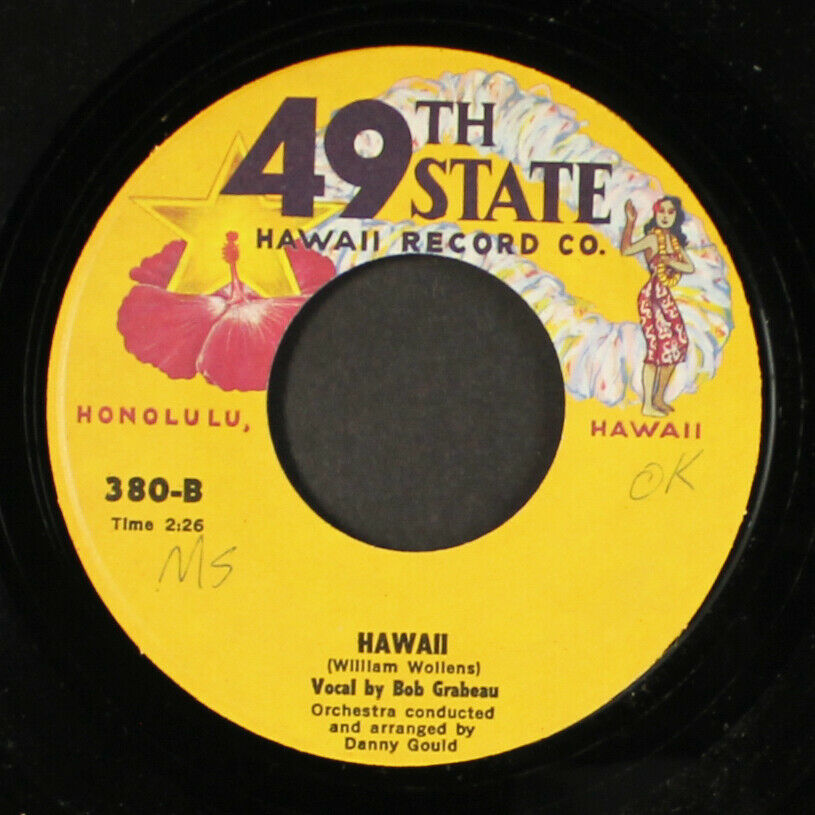 49TH
STATE
HAWAII RECORD CO.
HONOLULU,
HAWAII
380-B
OK
Time 2:26
MS
HAWAII
(William Wollens)
Vocal by Bob Grabeau
Orchestra conducted
and arranged by
Danny Gould